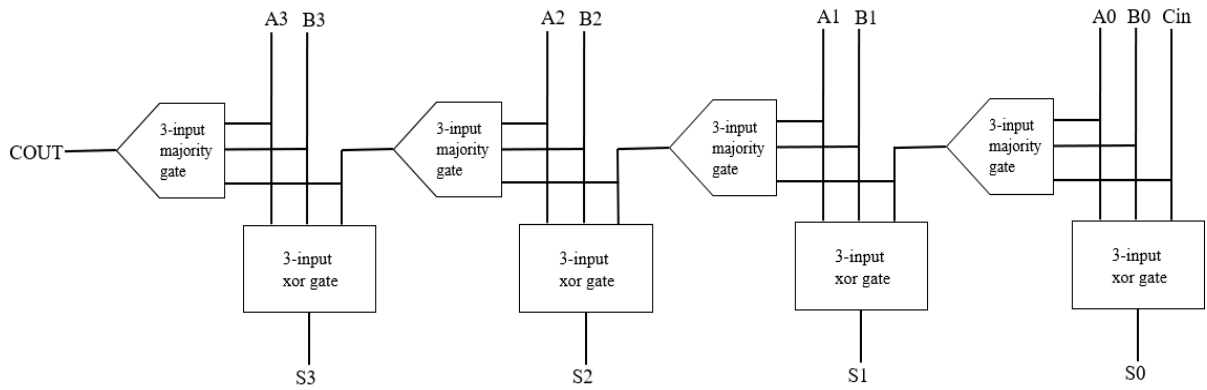 A3 B3
A2 B2
A1 B1
A0 B0 Cin
3-input
majority
gate
3-input
majority
gate
3-input
majority
gate
3-input
majority
gate
COUT
3-input
xor gate
3-input
xor gate
3-input
xor gate
3-input
xor gate
S3
S2
S1
S0